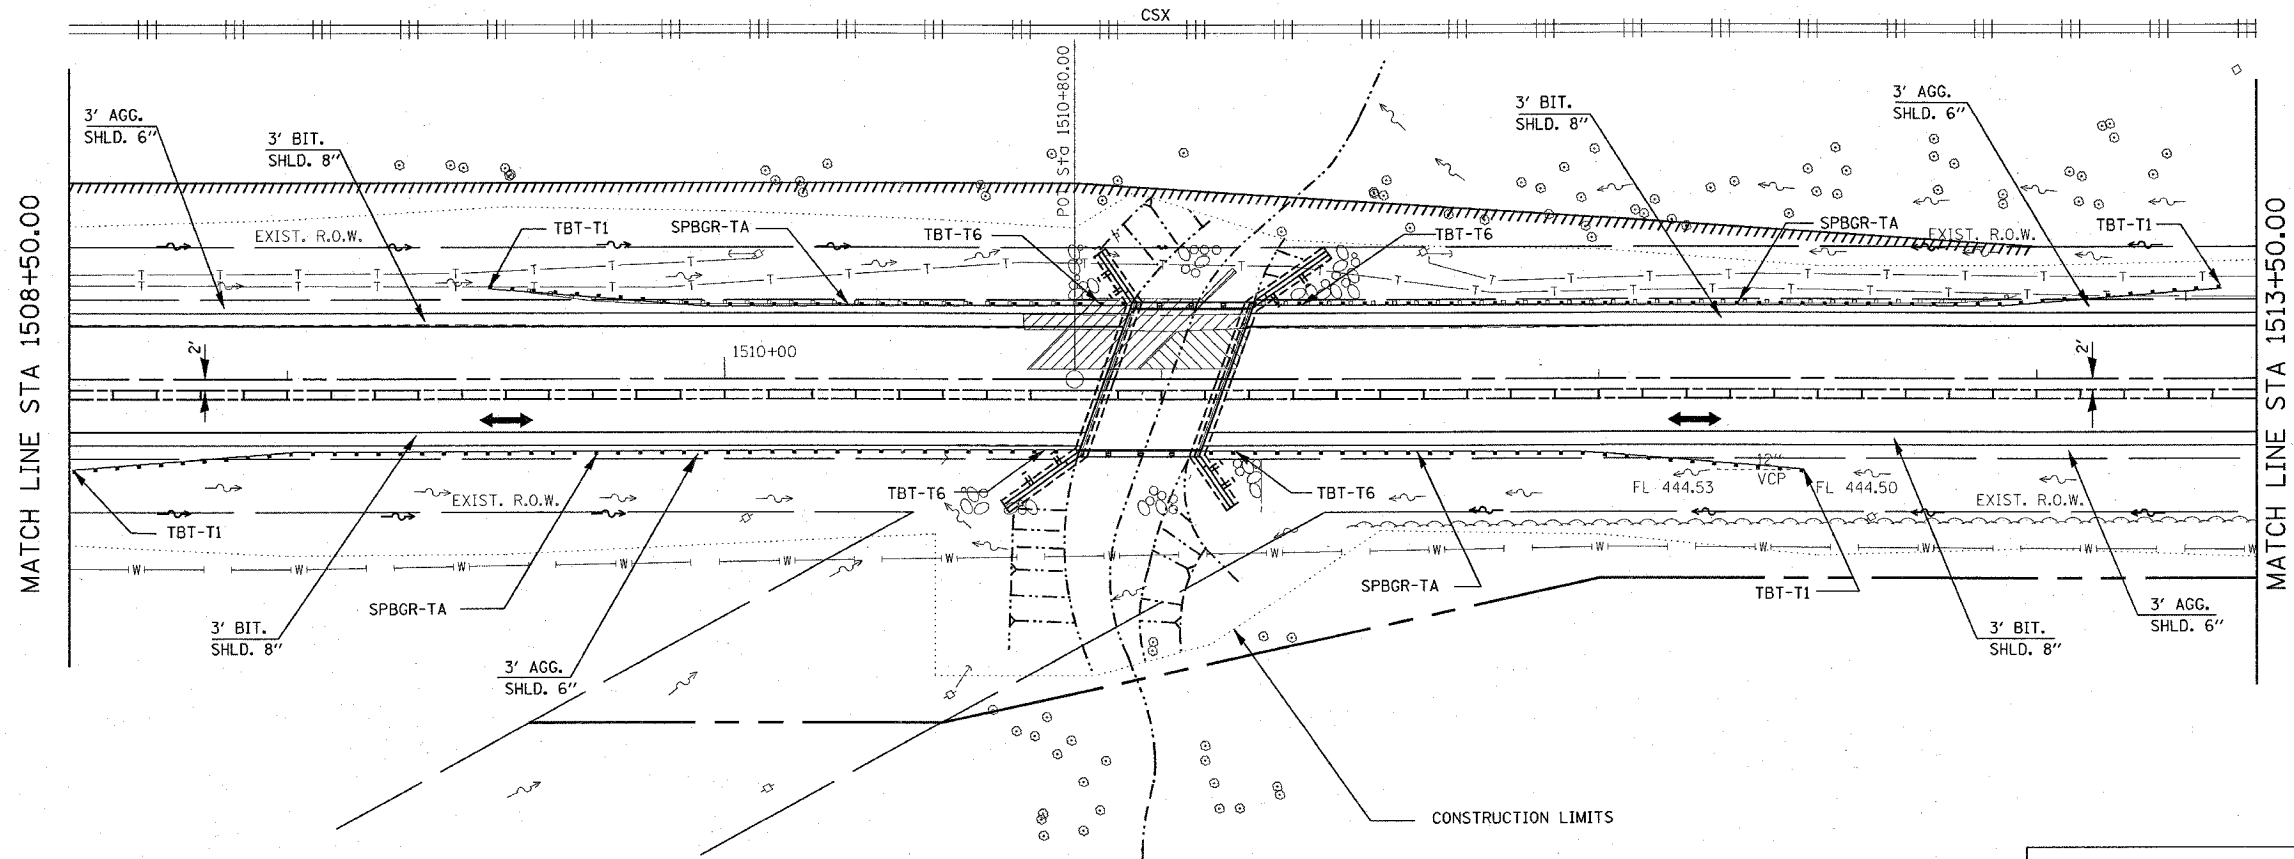 CSX
POT Sta 1510+80.00
3' AGG.
SHLD. 6"
3' BIT.
SHLD. 8"
3' BIT.
SHLD. 8"
3' AGG.
SHLD. 6"
MATCH LINE STA 1508+50.00
MATCH LINE STA 1513+50.00
EXIST. R.O.W.
TBT-T1
SPBGR-TA
TBT-T6
TBT-T6
SPBGR-TA
EXIST. R.O.W.
TBT-T1
T T T T T T T T T T T T T T T T T T
2'
1510+00
2'
TBT-T6
TBT-T6
12"
VCP
FL 444.53
FL 444.50
EXIST. R.O.W.
EXIST. R.O.W.
TBT-T1
W W W W W W W W W W W W W W
SPBGR-TA
SPBGR-TA
TBT-T1
3' BIT.
SHLD. 8"
3' AGG.
SHLD. 6"
3' BIT.
SHLD. 8"
3' AGG.
SHLD. 6"
CONSTRUCTION LIMITS